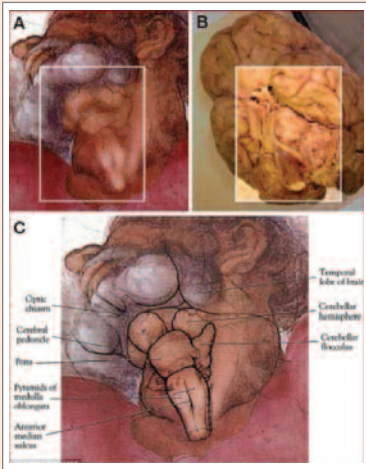 A
B
C
Optic
chiasm
Cerebral
peduncle
Pons
Pyramids of
medulla
oblongata
Anterior
median
sulcus
Temporal
lobe of brain
Cerebellar
hemisphere
Cerebellar
flocculus